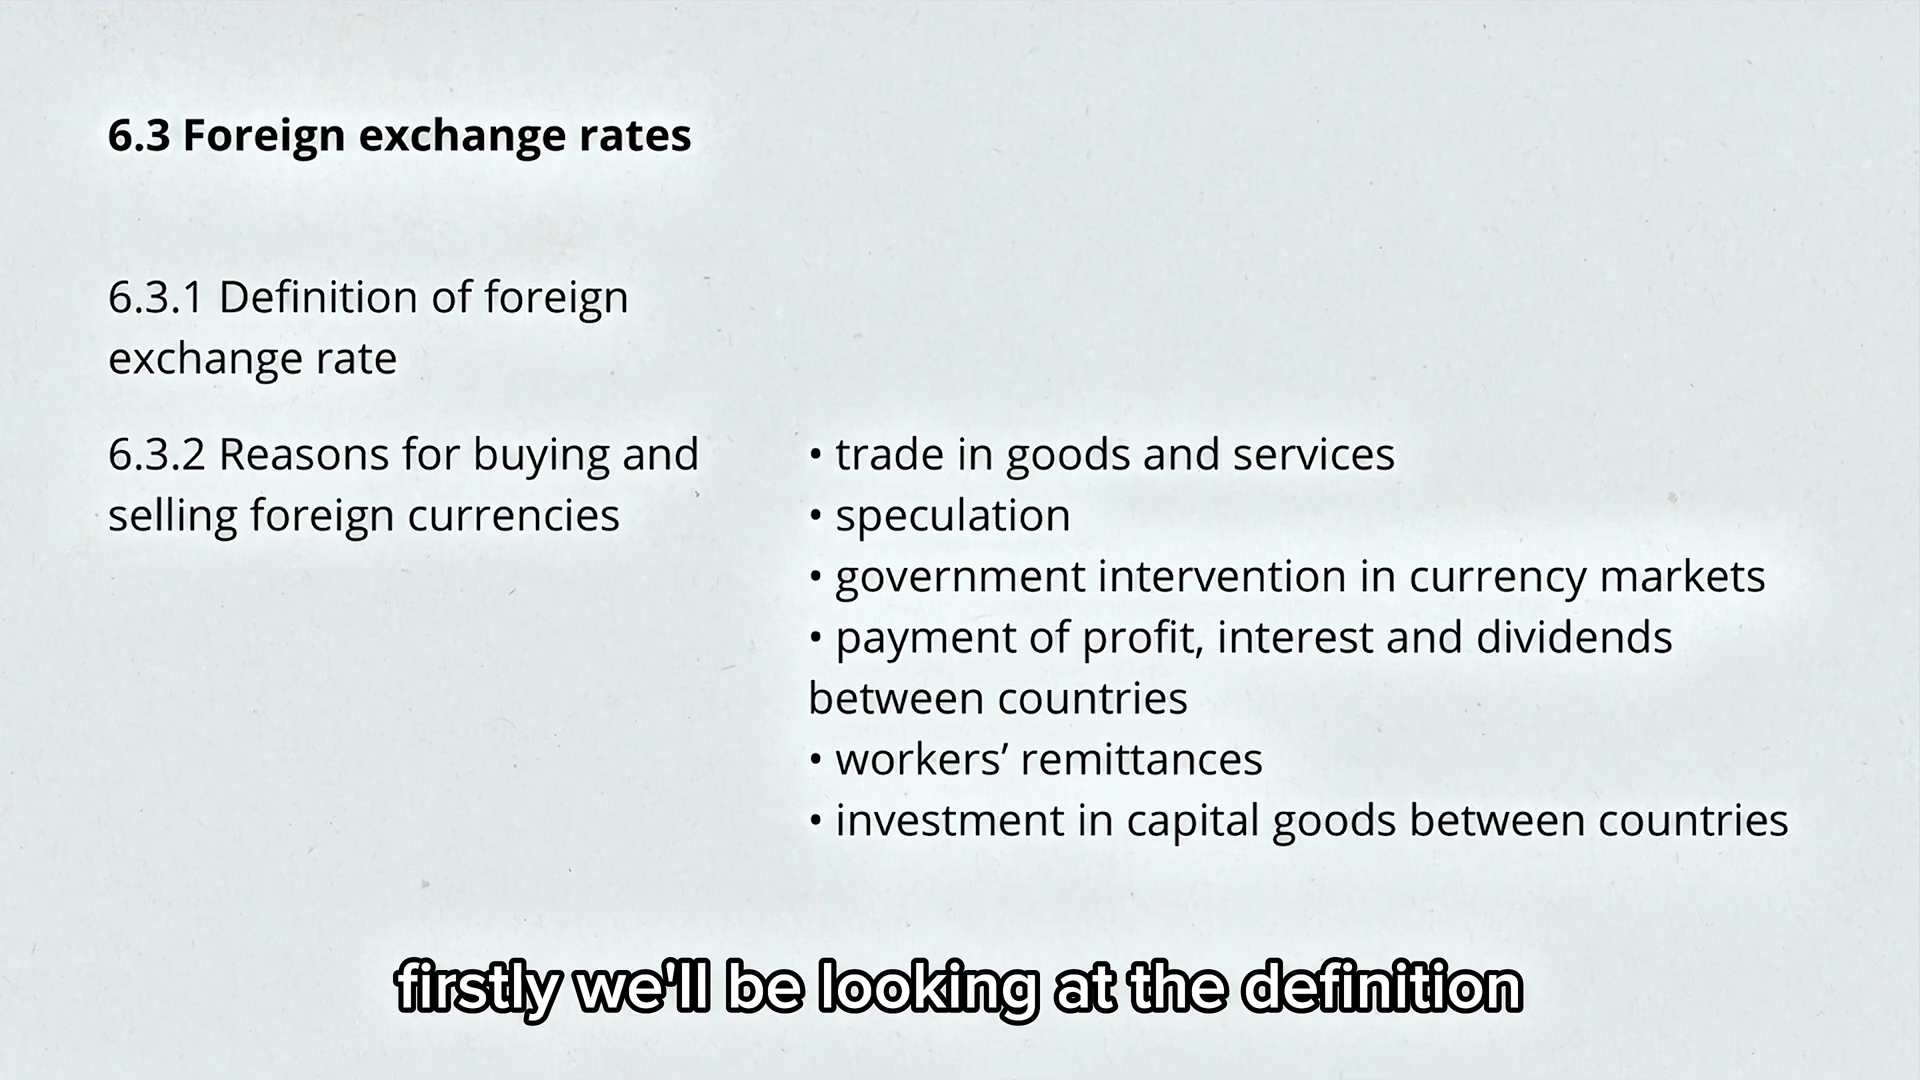 6.3 Foreign exchange rates
6.3.1 Definition of foreign
exchange rate
6.3.2 Reasons for buying and
selling foreign currencies
• trade in goods and services
• speculation
• government intervention in currency markets
• payment of profit, interest and dividends
between countries
• workers’ remittances
• investment in capital goods between countries
firstly we'll be looking at the definition